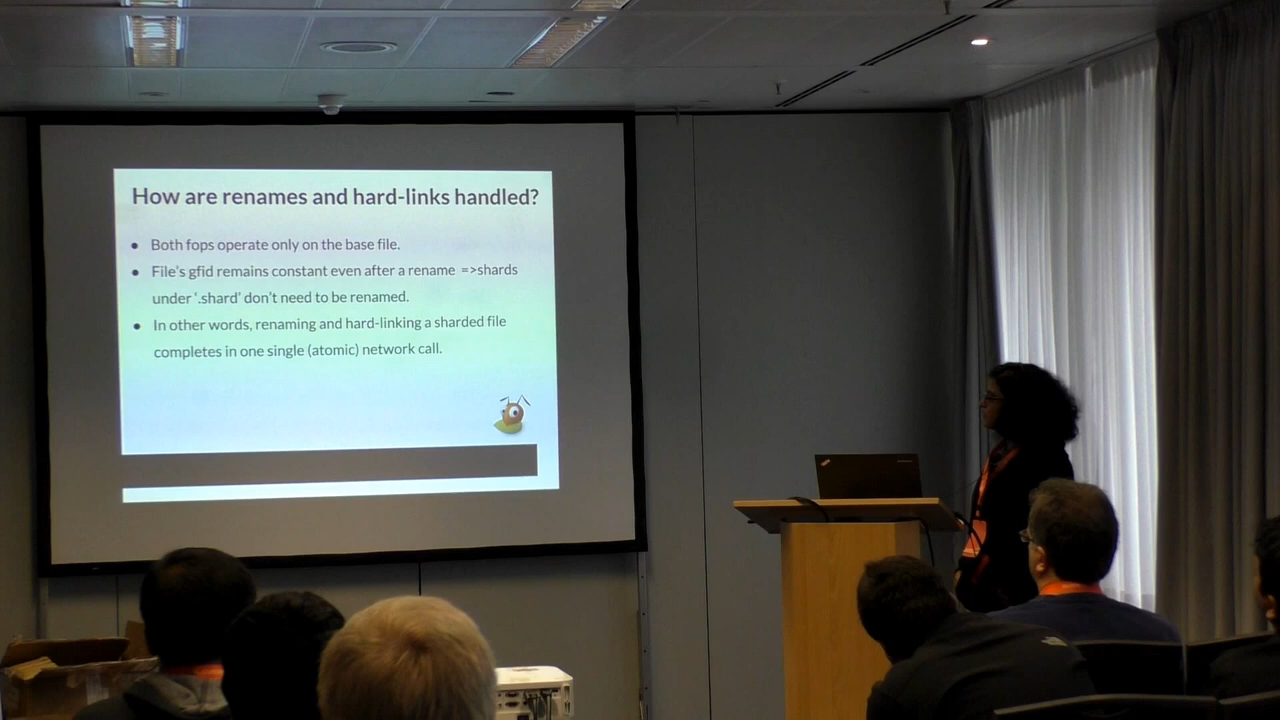 How are renames and hard-links handled?
● Both fops operate only on the base file.
● File's gfid remains constant even after a rename =>shards
under '.shard' don't need to be renamed.
● In other words, renaming and hard-linking a sharded file
completes in one single (atomic) network call.